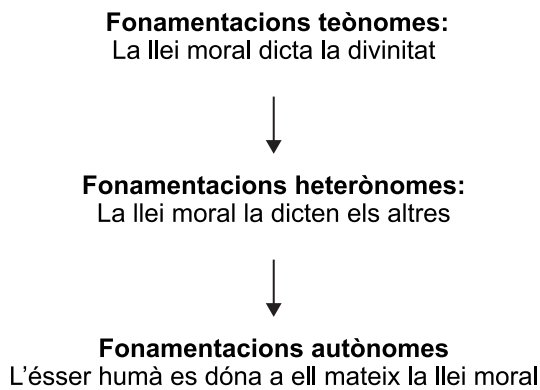 Fonamentacions teònomes:
La llei moral dicta la divinitat
Fonamentacions heterònomes:
La llei moral la dicten els altres
Fonamentacions autònomes
L'ésser humà es dóna a ell mateix la llei moral